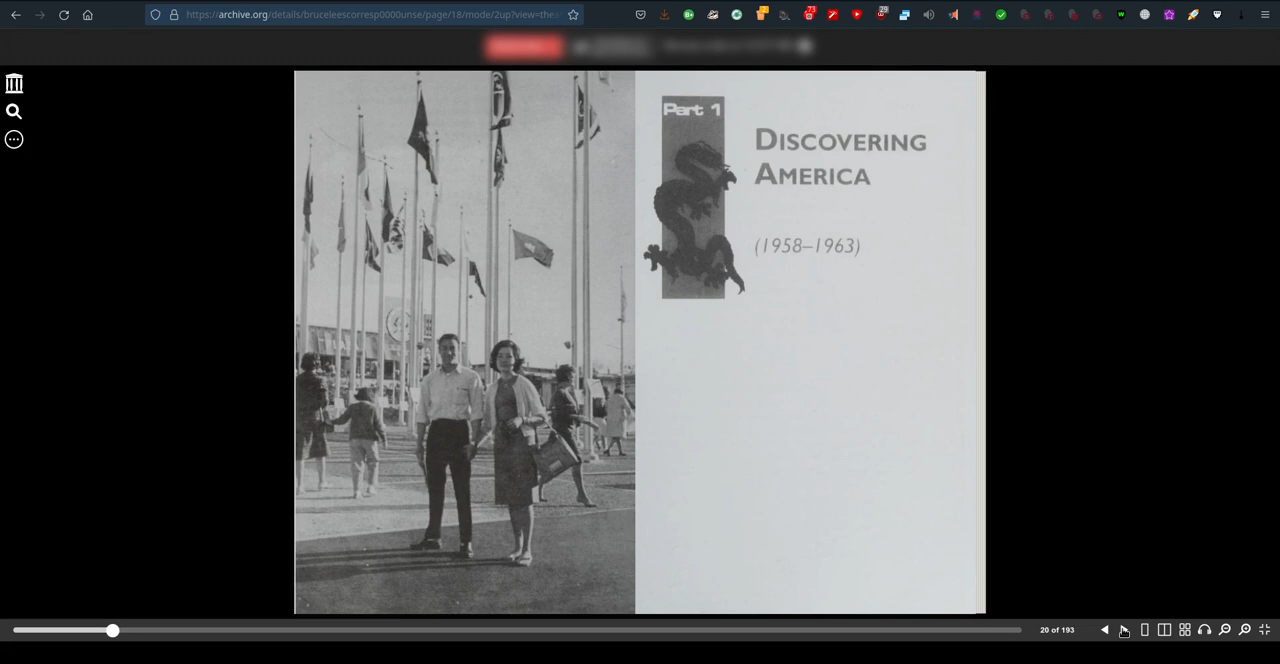 https://archive.org/details/bruceleescorresp0000unse/page/18/mode/2up?view=thea
Part 1
DISCOVERING
AMERICA
(1958–1963)
20 of 193